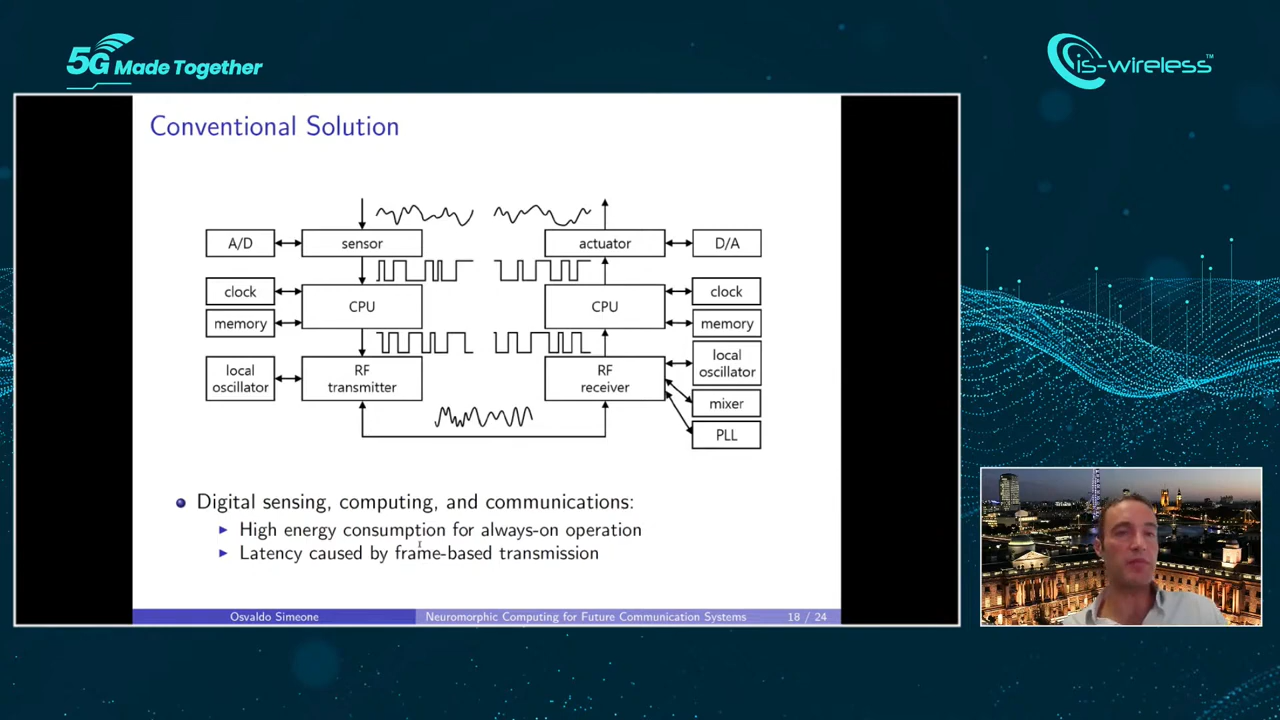 5G Made Together
is-wireless™
Conventional Solution
A/D
sensor
actuator
D/A
clock
CPU
CPU
clock
memory
memory
local
oscillator
RF
transmitter
RF
receiver
local
oscillator
mixer
PLL
Digital sensing, computing, and communications:
High energy consumption for always-on operation
Latency caused by frame-based transmission
Osvaldo Simeone
Neuromorphic Computing for Future Communication Systems
18 / 24